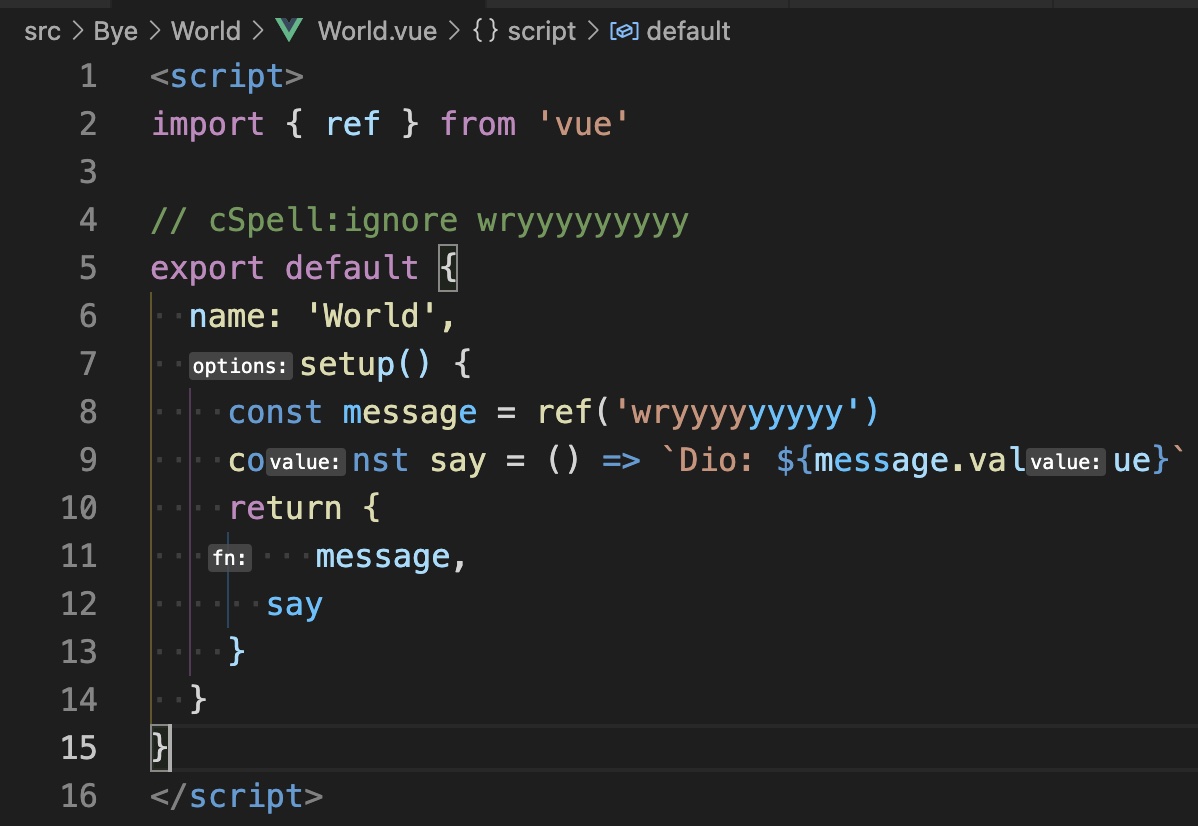 src > Bye > World > World.vue > {} script > default
1 <script>
2 import { ref } from 'vue'
3
4 // cSpell:ignore wryyyyyyyyy
5 export default {
6 name: 'World',
7 options: setup() {
8 const message = ref('wryyyyyyyyy')
9 covalue:nst say = () => `Dio: ${message.valvalue:ue}`
10 return {
11 fn: message,
12 say
13 }
14 }
15 }
16 </script>